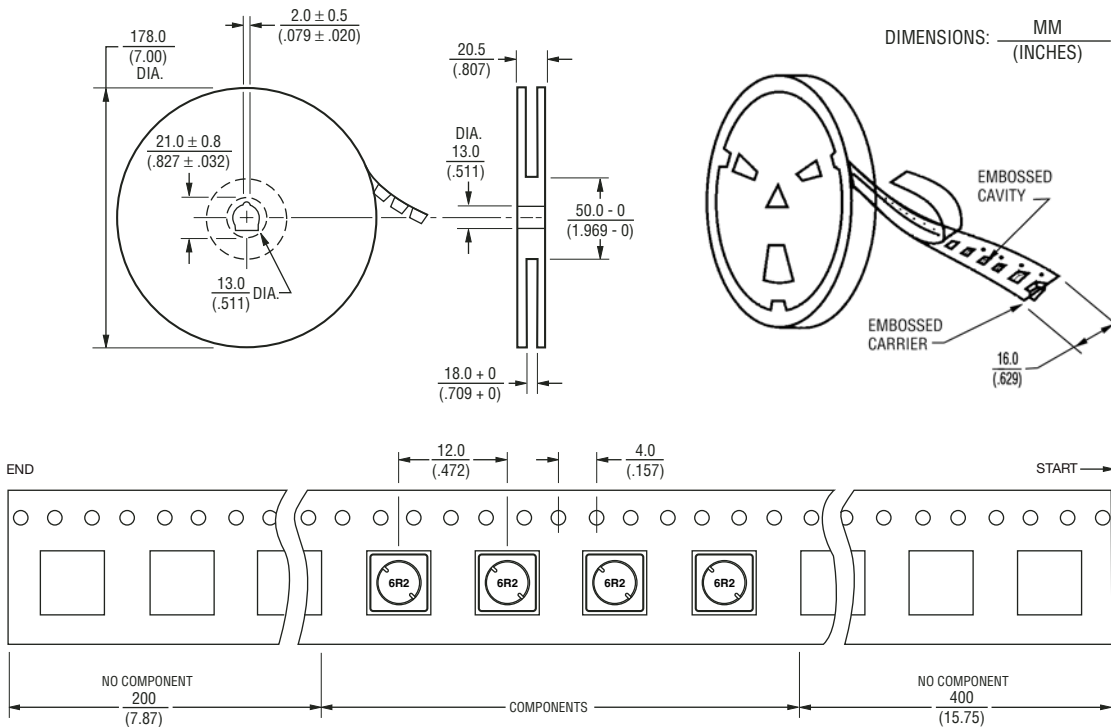 2.0 ± 0.5
(.079 ± .020)
178.0
(7.00)
DIA.
20.5
(.807)
DIMENSIONS: MM
(INCHES)
21.0 ± 0.8
(.827 ± .032)
DIA.
13.0
(.511)
50.0 - 0
(1.969 - 0)
EMBOSSED
CAVITY
13.0
(.511) DIA.
EMBOSSED
CARRIER
16.0
(.629)
18.0 + 0
(.709 + 0)
12.0
(.472)
4.0
(.157)
END
START
6R2
6R2
6R2
6R2
NO COMPONENT
200
(7.87)
COMPONENTS
NO COMPONENT
400
(15.75)